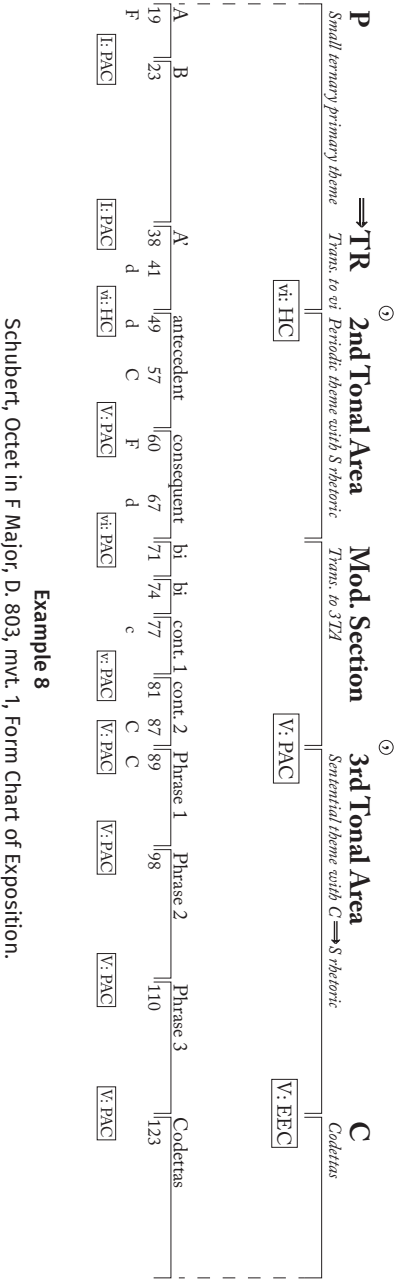 , ,
P ⟹TR 2nd Tonal Area Mod. Section 3rd Tonal Area C
Small ternary primary theme Trans. to vi Periodic theme with S rhetoric Trans. to 3TA Sentential theme with C⟹S rhetoric Codettas
vi: HC V: PAC V: EEC
A B A' antecedent consequent bi bi cont. 1 cont. 2 Phrase 1 Phrase 2 Phrase 3 Codettas
19 23 38 41 49 57 60 67 71 74 77 81 87 89 98 110 123
F d d C F d c C C
I: PAC I: PAC vi: HC V: PAC vi: PAC v: PAC V: PAC V: PAC V: PAC V: PAC
Example 8
Schubert, Octet in F Major, D. 803, mvt. 1, Form Chart of Exposition.